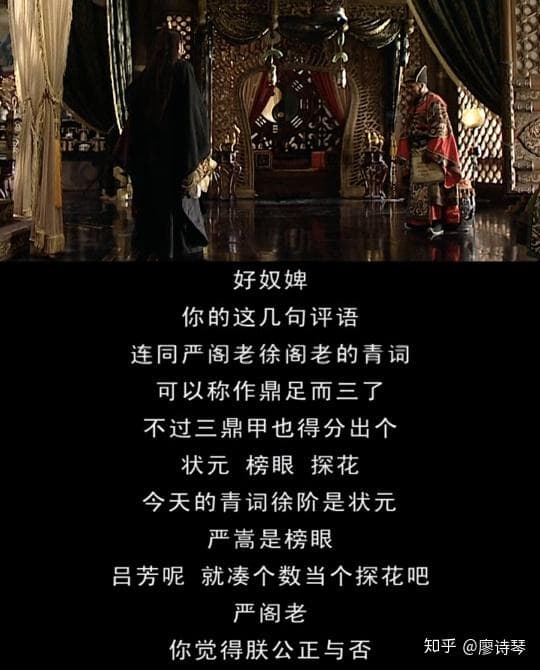 好奴婢
你的这几句评语
连同严阁老徐阁老的青词
可以称作鼎足而三了
不过三鼎甲也得分出个
状元 榜眼 探花
今天的青词徐阶是状元
严嵩是榜眼
吕芳呢 就凑个数当个探花吧
严阁老
你觉得朕公正与否
知乎 @廖诗琴